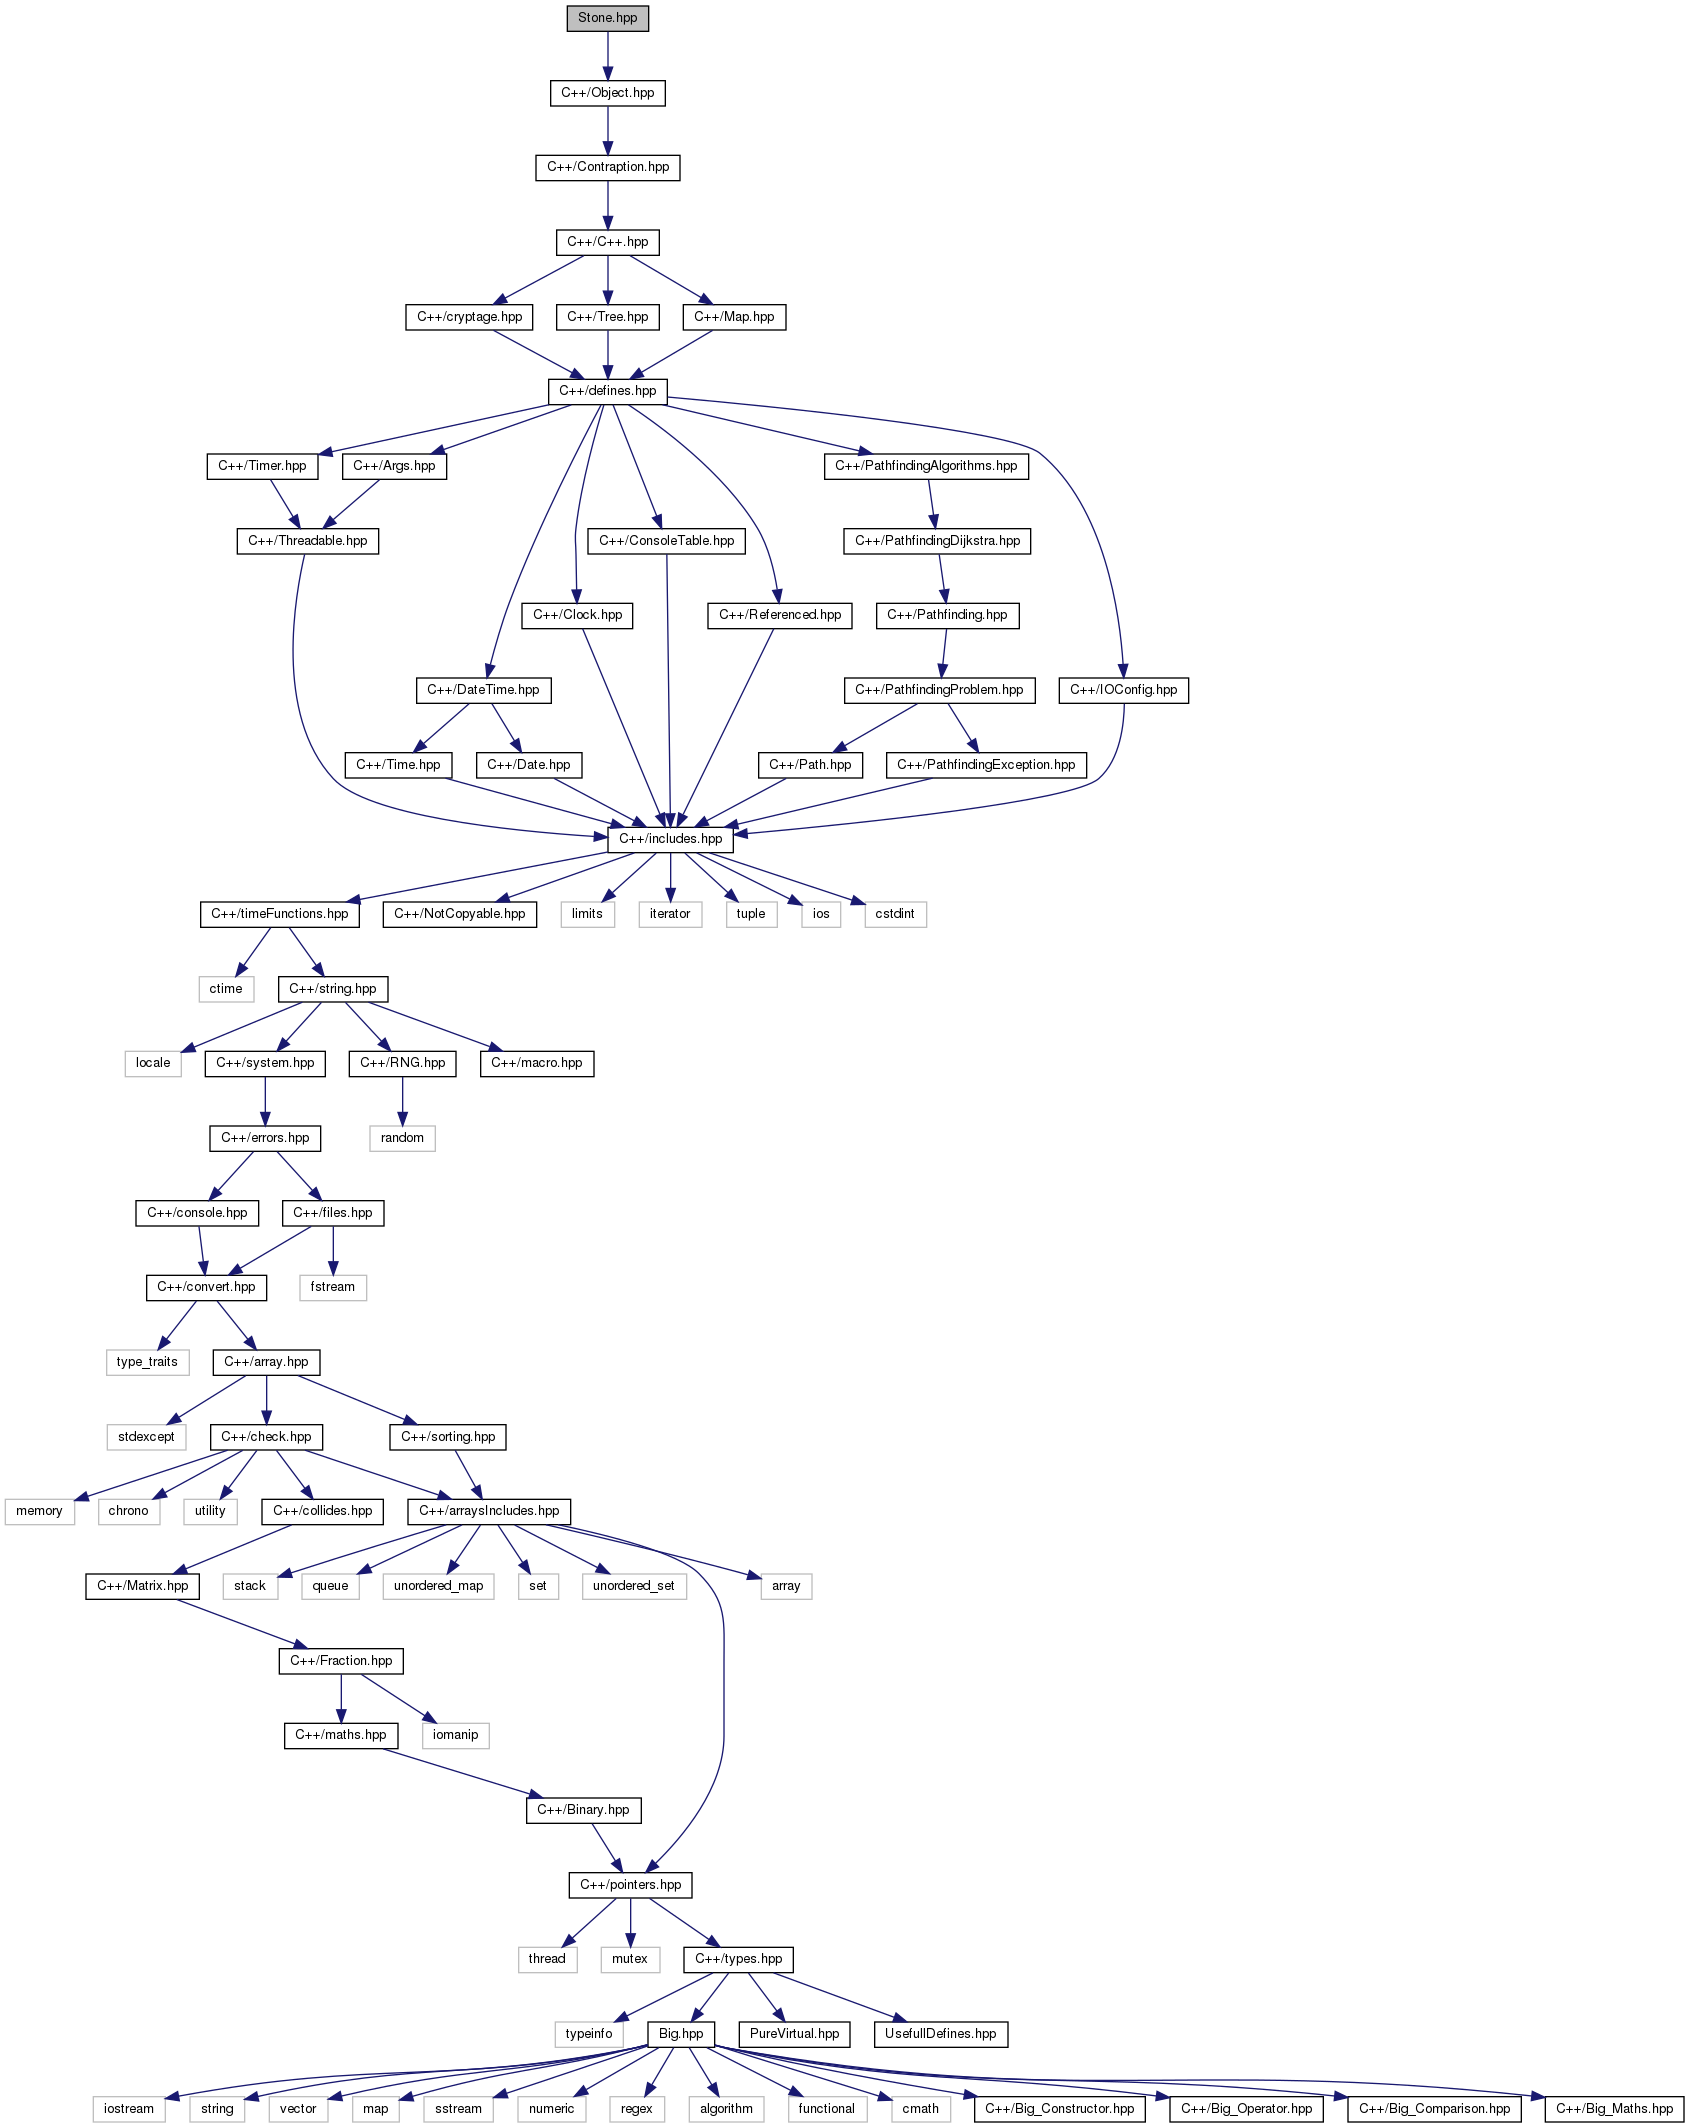 Stone.hpp
C++/Object.hpp
C++/Contraption.hpp
C++/C++.hpp
C++/cryptage.hpp
C++/Tree.hpp
C++/Map.hpp
C++/defines.hpp
C++/Timer.hpp
C++/Args.hpp
C++/PathfindingAlgorithms.hpp
C++/Threadable.hpp
C++/ConsoleTable.hpp
C++/PathfindingDijkstra.hpp
C++/Clock.hpp
C++/Referenced.hpp
C++/Pathfinding.hpp
C++/DateTime.hpp
C++/PathfindingProblem.hpp
C++/IOConfig.hpp
C++/Time.hpp
C++/Date.hpp
C++/Path.hpp
C++/PathfindingException.hpp
C++/includes.hpp
C++/timeFunctions.hpp
C++/NotCopyable.hpp
limits
iterator
tuple
ios
cstdint
ctime
C++/string.hpp
locale
C++/system.hpp
C++/RNG.hpp
C++/macro.hpp
C++/errors.hpp
random
C++/console.hpp
C++/files.hpp
C++/convert.hpp
fstream
type_traits
C++/array.hpp
stdexcept
C++/check.hpp
C++/sorting.hpp
memory
chrono
utility
C++/collides.hpp
C++/arraysIncludes.hpp
C++/Matrix.hpp
stack
queue
unordered_map
set
unordered_set
array
C++/Fraction.hpp
C++/maths.hpp
iomanip
C++/Binary.hpp
C++/pointers.hpp
thread
mutex
C++/types.hpp
typeinfo
Big.hpp
PureVirtual.hpp
UsefullDefines.hpp
iostream
string
vector
map
sstream
numeric
regex
algorithm
functional
cmath
C++/Big_Constructor.hpp
C++/Big_Operator.hpp
C++/Big_Comparison.hpp
C++/Big_Maths.hpp